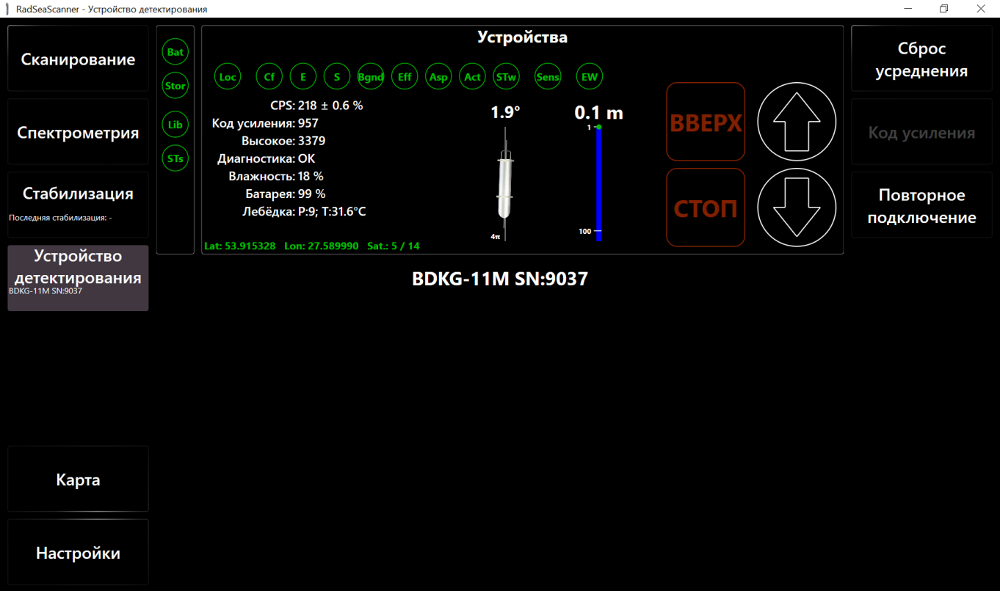 RadSeaScanner - Устройство детектирования
Сканирование
Спектрометрия
Стабилизация
Последняя стабилизация: -
Устройство
детектирования
BDKG-11M SN:9037
Карта
Настройки
Bat
Stor
Lib
STs
Устройства
Loc Cf E S Bgnd Eff Asp Act STw Sens EW
CPS: 218 ± 0.6 %
Код усиления: 957
Высокое: 3379
Диагностика: OK
Влажность: 18 %
Батарея: 99 %
Лебёдка: P:9; T:31.6°C
Lat: 53.915328 Lon: 27.589990 Sat.: 5 / 14
1.9°
4π
0.1 m
1
100
ВВЕРХ
СТОП
BDKG-11M SN:9037
Сброс
усреднения
Код усиления
Повторное
подключение